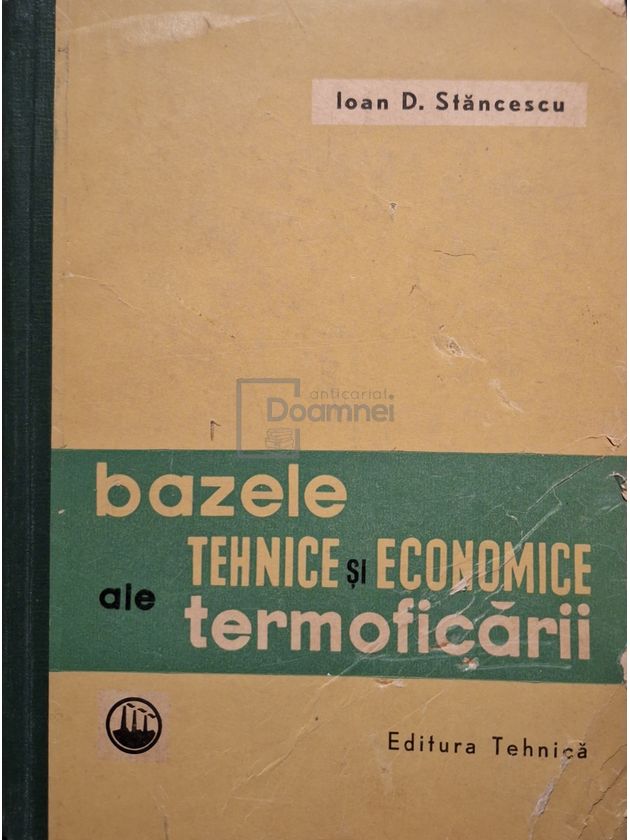 Ioan D. Stăncescu
anticariat
Doamnei
bazele
TEHNICE și ECONOMICE
ale termoficării
Editura Tehnică